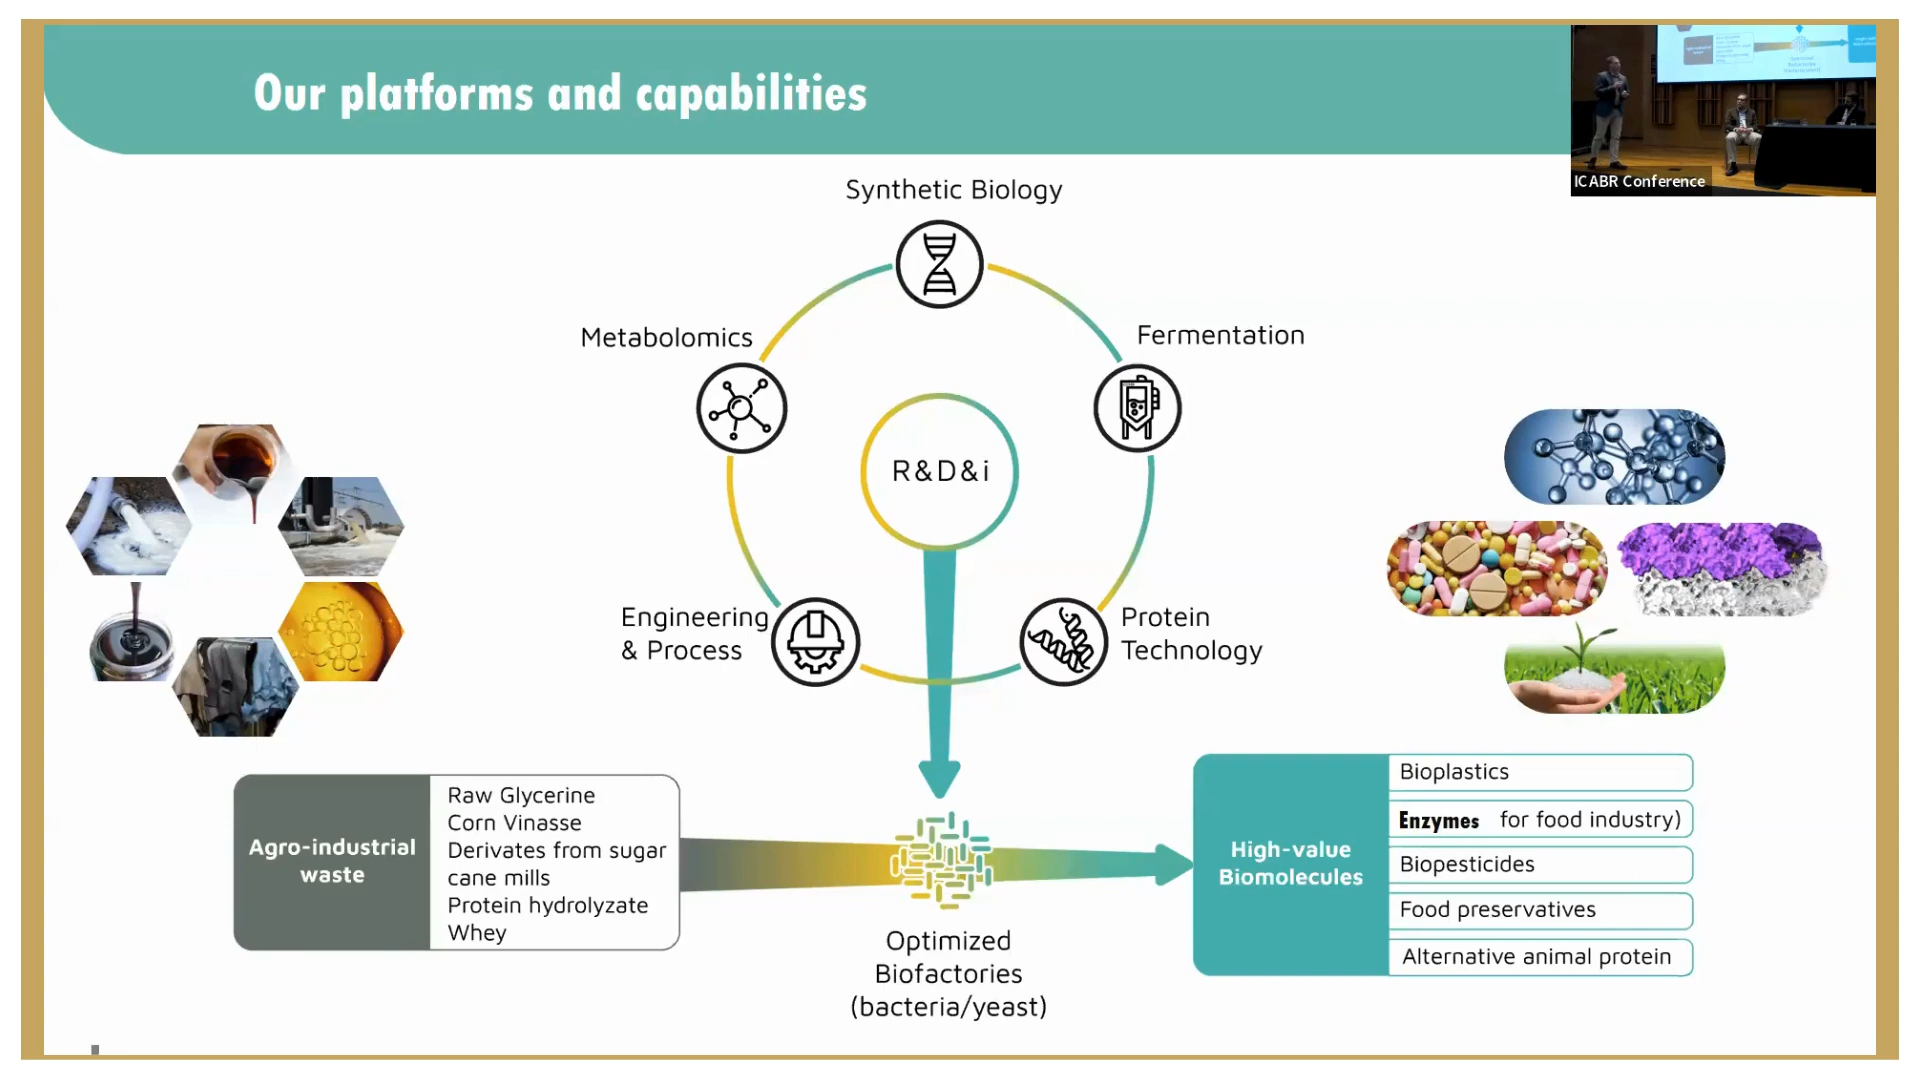 Our platforms and capabilities
ICABR Conference
Synthetic Biology
Metabolomics
Fermentation
R&D&i
Engineering
& Process
Protein
Technology
Agro-industrial
waste
Raw Glycerine
Corn Vinasse
Derivates from sugar
cane mills
Protein hydrolyzate
Whey
Optimized
Biofactories
(bacteria/yeast)
High-value
Biomolecules
Bioplastics
Enzymes for food industry)
Biopesticides
Food preservatives
Alternative animal protein